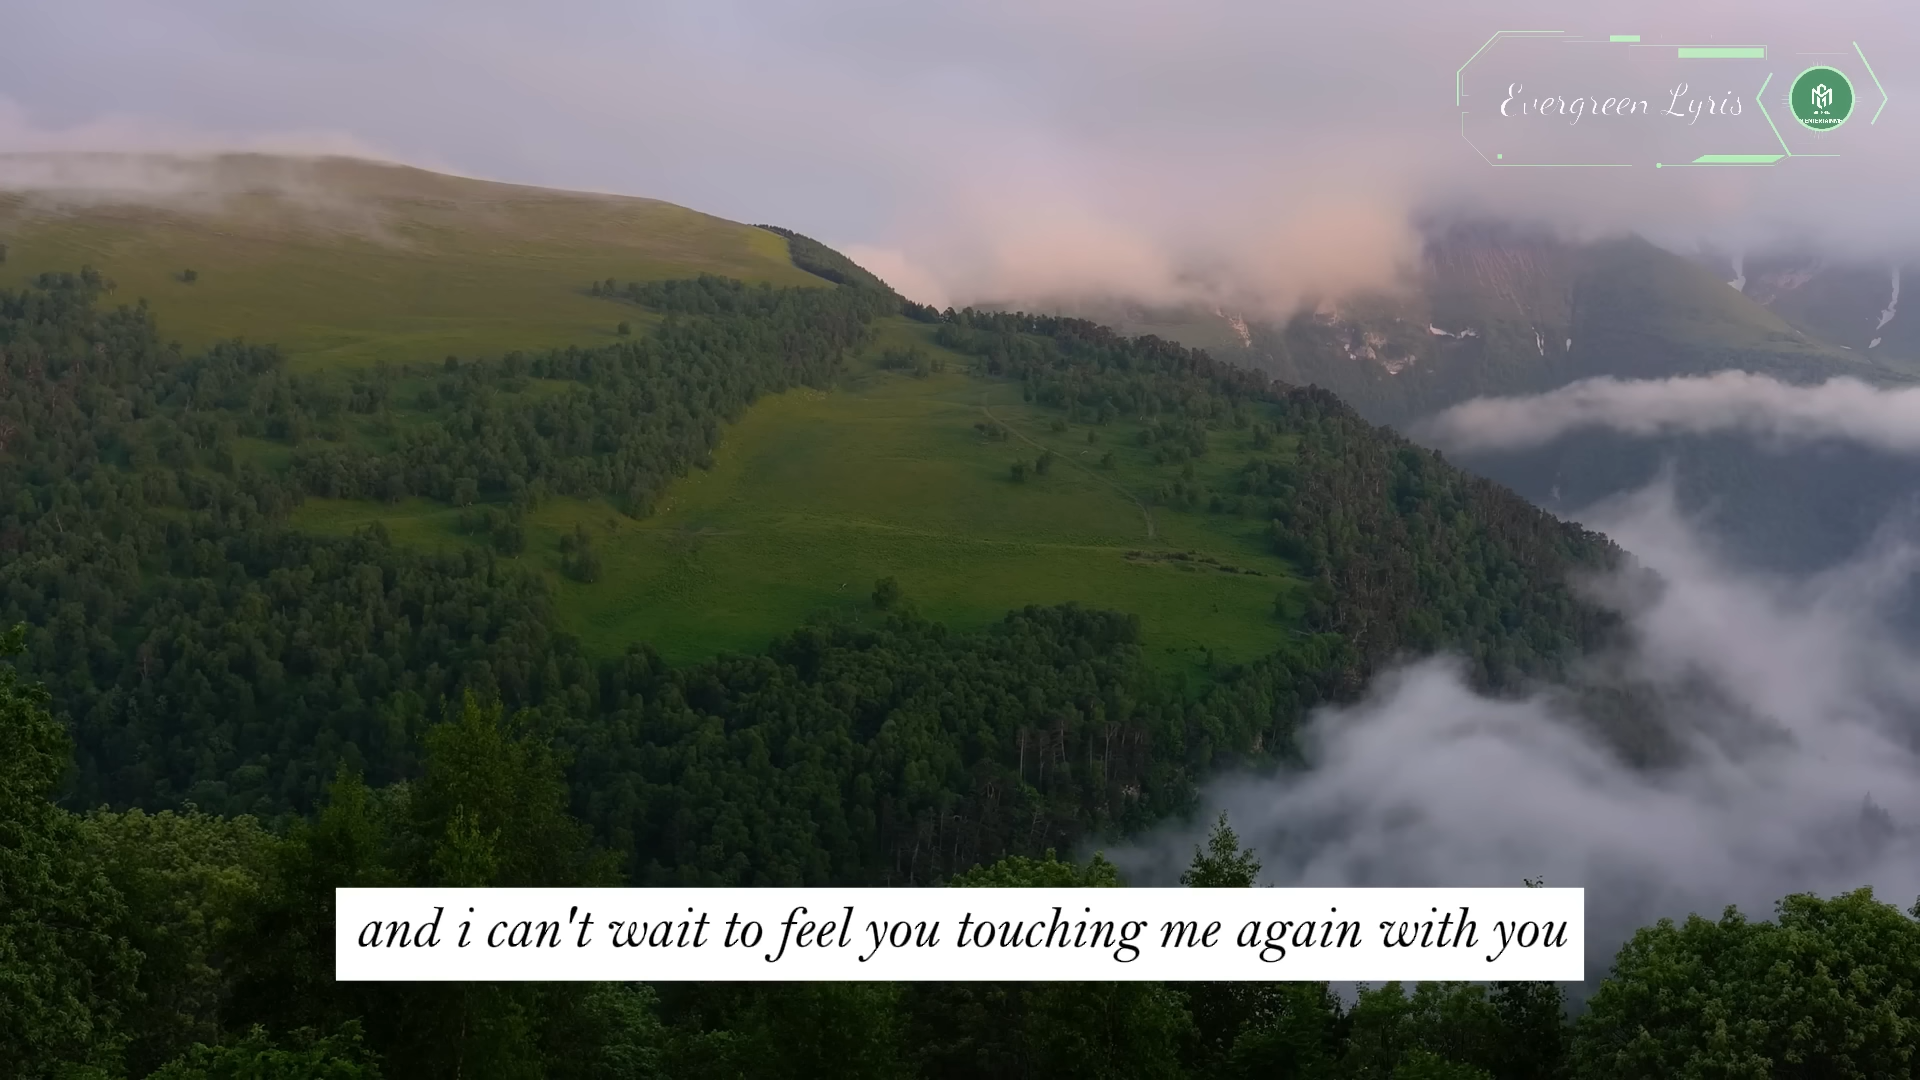 Evergreen Lyris
and i can't wait to feel you touching me again with you